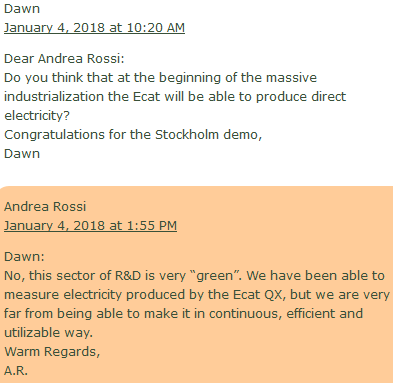 Dawn
January 4, 2018 at 10:20 AM
Dear Andrea Rossi:
Do you think that at the beginning of the massive
industrialization the Ecat will be able to produce direct
electricity?
Congratulations for the Stockholm demo,
Dawn
Andrea Rossi
January 4, 2018 at 1:55 PM
Dawn:
No, this sector of R&D is very “green”. We have been able to
measure electricity produced by the Ecat QX, but we are very
far from being able to make it in continuous, efficient and
utilizable way.
Warm Regards,
A.R.